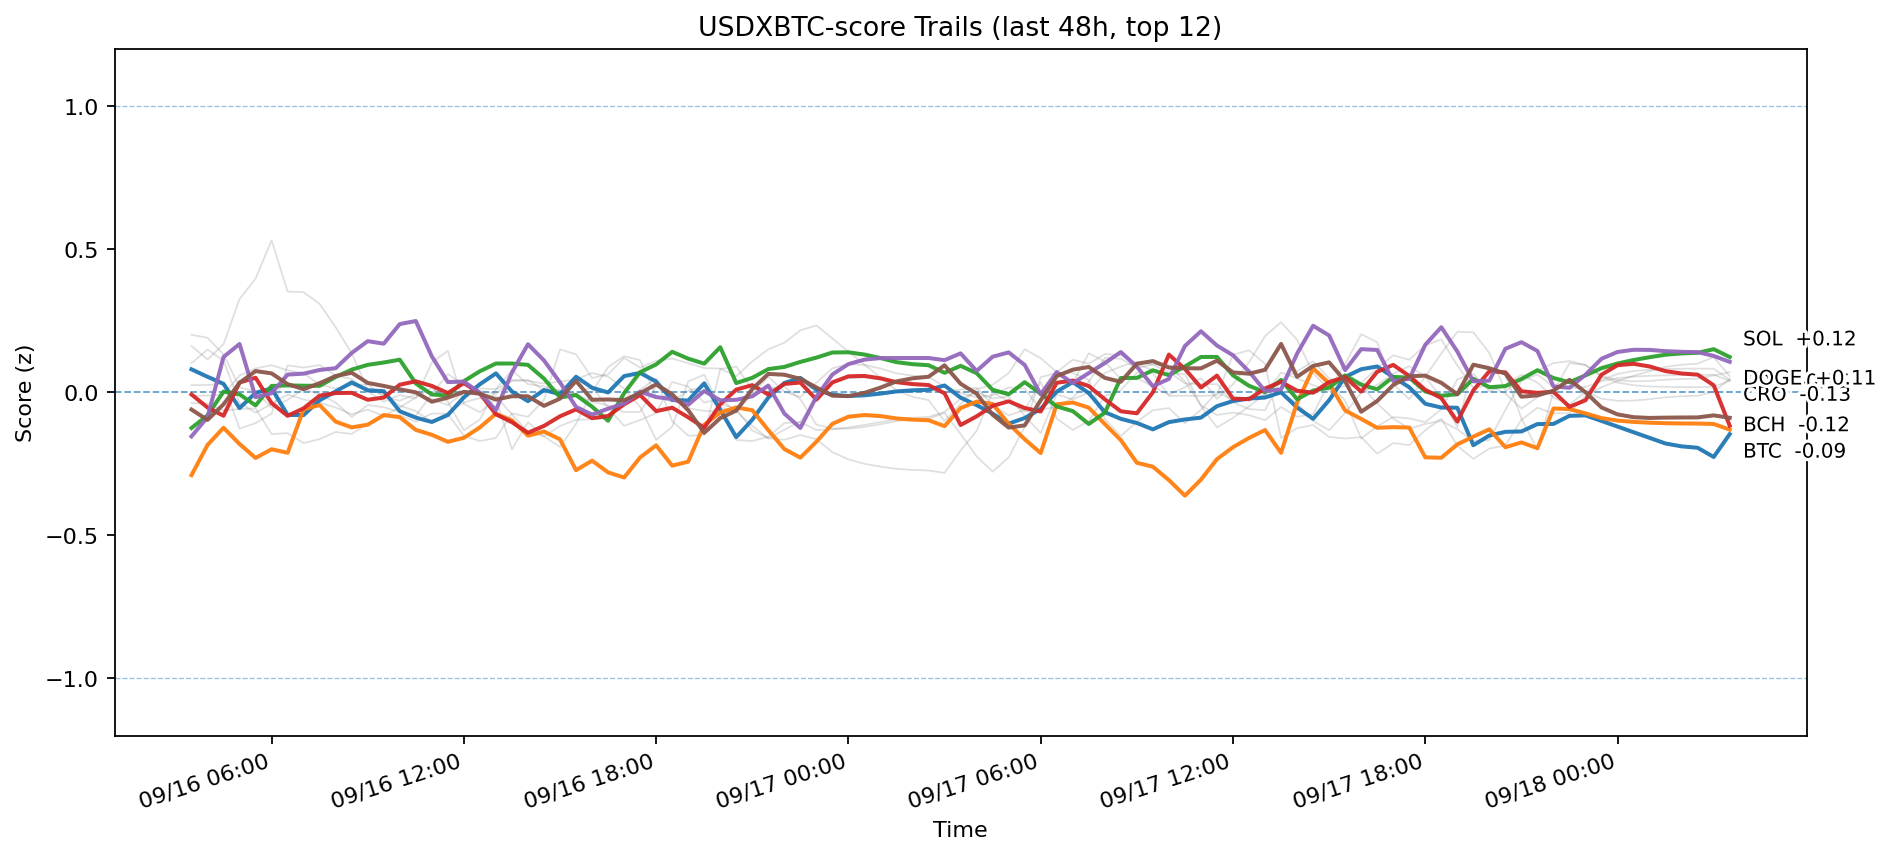 USDXBTC-score Trails (last 48h, top 12)
Score (z)
1.0
0.5
0.0
−0.5
−1.0
SOL +0.12
DOGE +0:11
CRO -0.13
BCH -0.12
BTC -0.09
09/16 06:00
09/16 12:00
09/16 18:00
09/17 00:00
09/17 06:00
09/17 12:00
09/17 18:00
09/18 00:00
Time